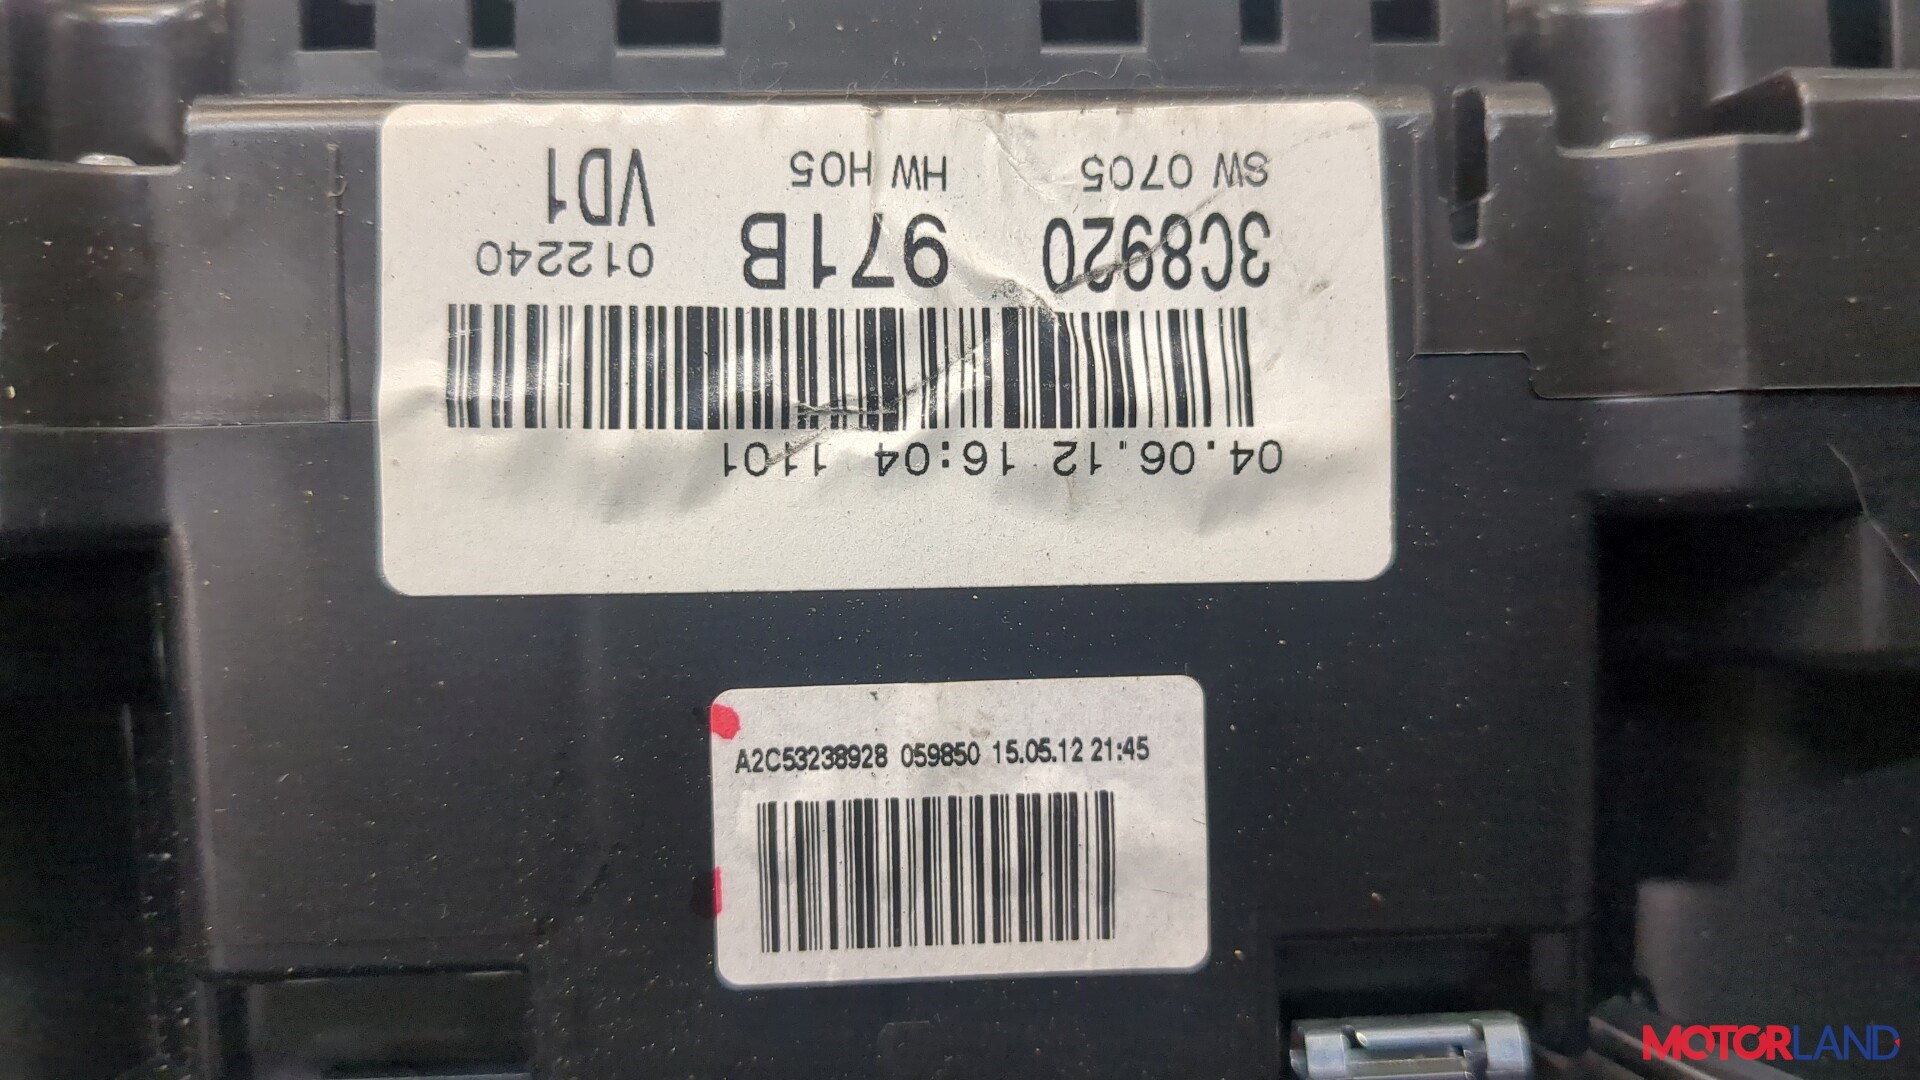 04.06.12 16:04 1101
3C8920 971B 012240
SW 0705 HW H05 VD1
A2C53238928 059850 15.05.12 21:45
MOTORLAND